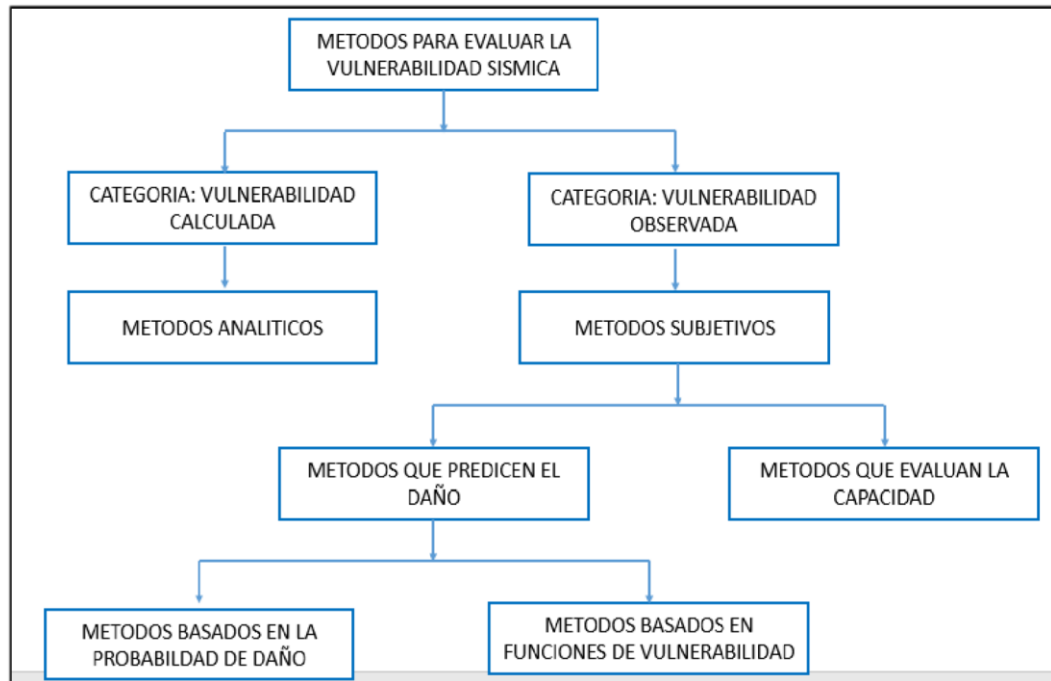 METODOS PARA EVALUAR LA
VULNERABILIDAD SISMICA
CATEGORIA: VULNERABILIDAD
CALCULADA
CATEGORIA: VULNERABILIDAD
OBSERVADA
METODOS ANALITICOS
METODOS SUBJETIVOS
METODOS QUE PREDICEN EL
DAÑO
METODOS QUE EVALUAN LA
CAPACIDAD
METODOS BASADOS EN LA
PROBABILDAD DE DAÑO
METODOS BASADOS EN
FUNCIONES DE VULNERABILIDAD